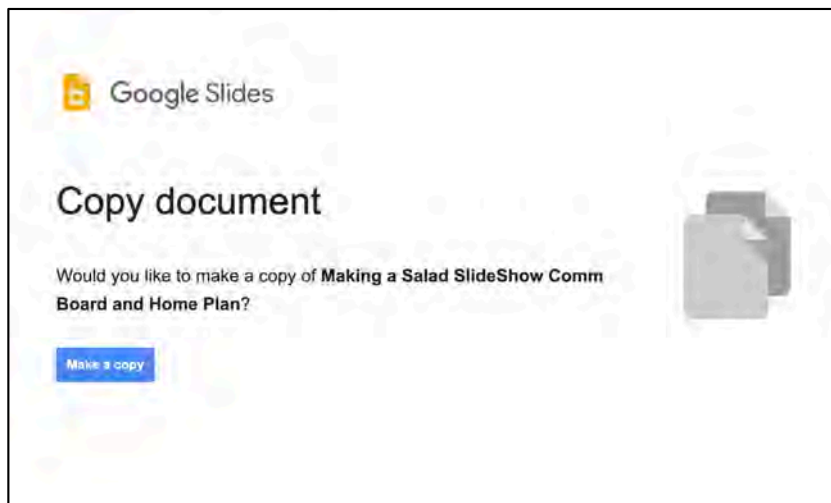 Google Slides
Copy document
Would you like to make a copy of Making a Salad SlideShow Comm
Board and Home Plan?
Make a copy